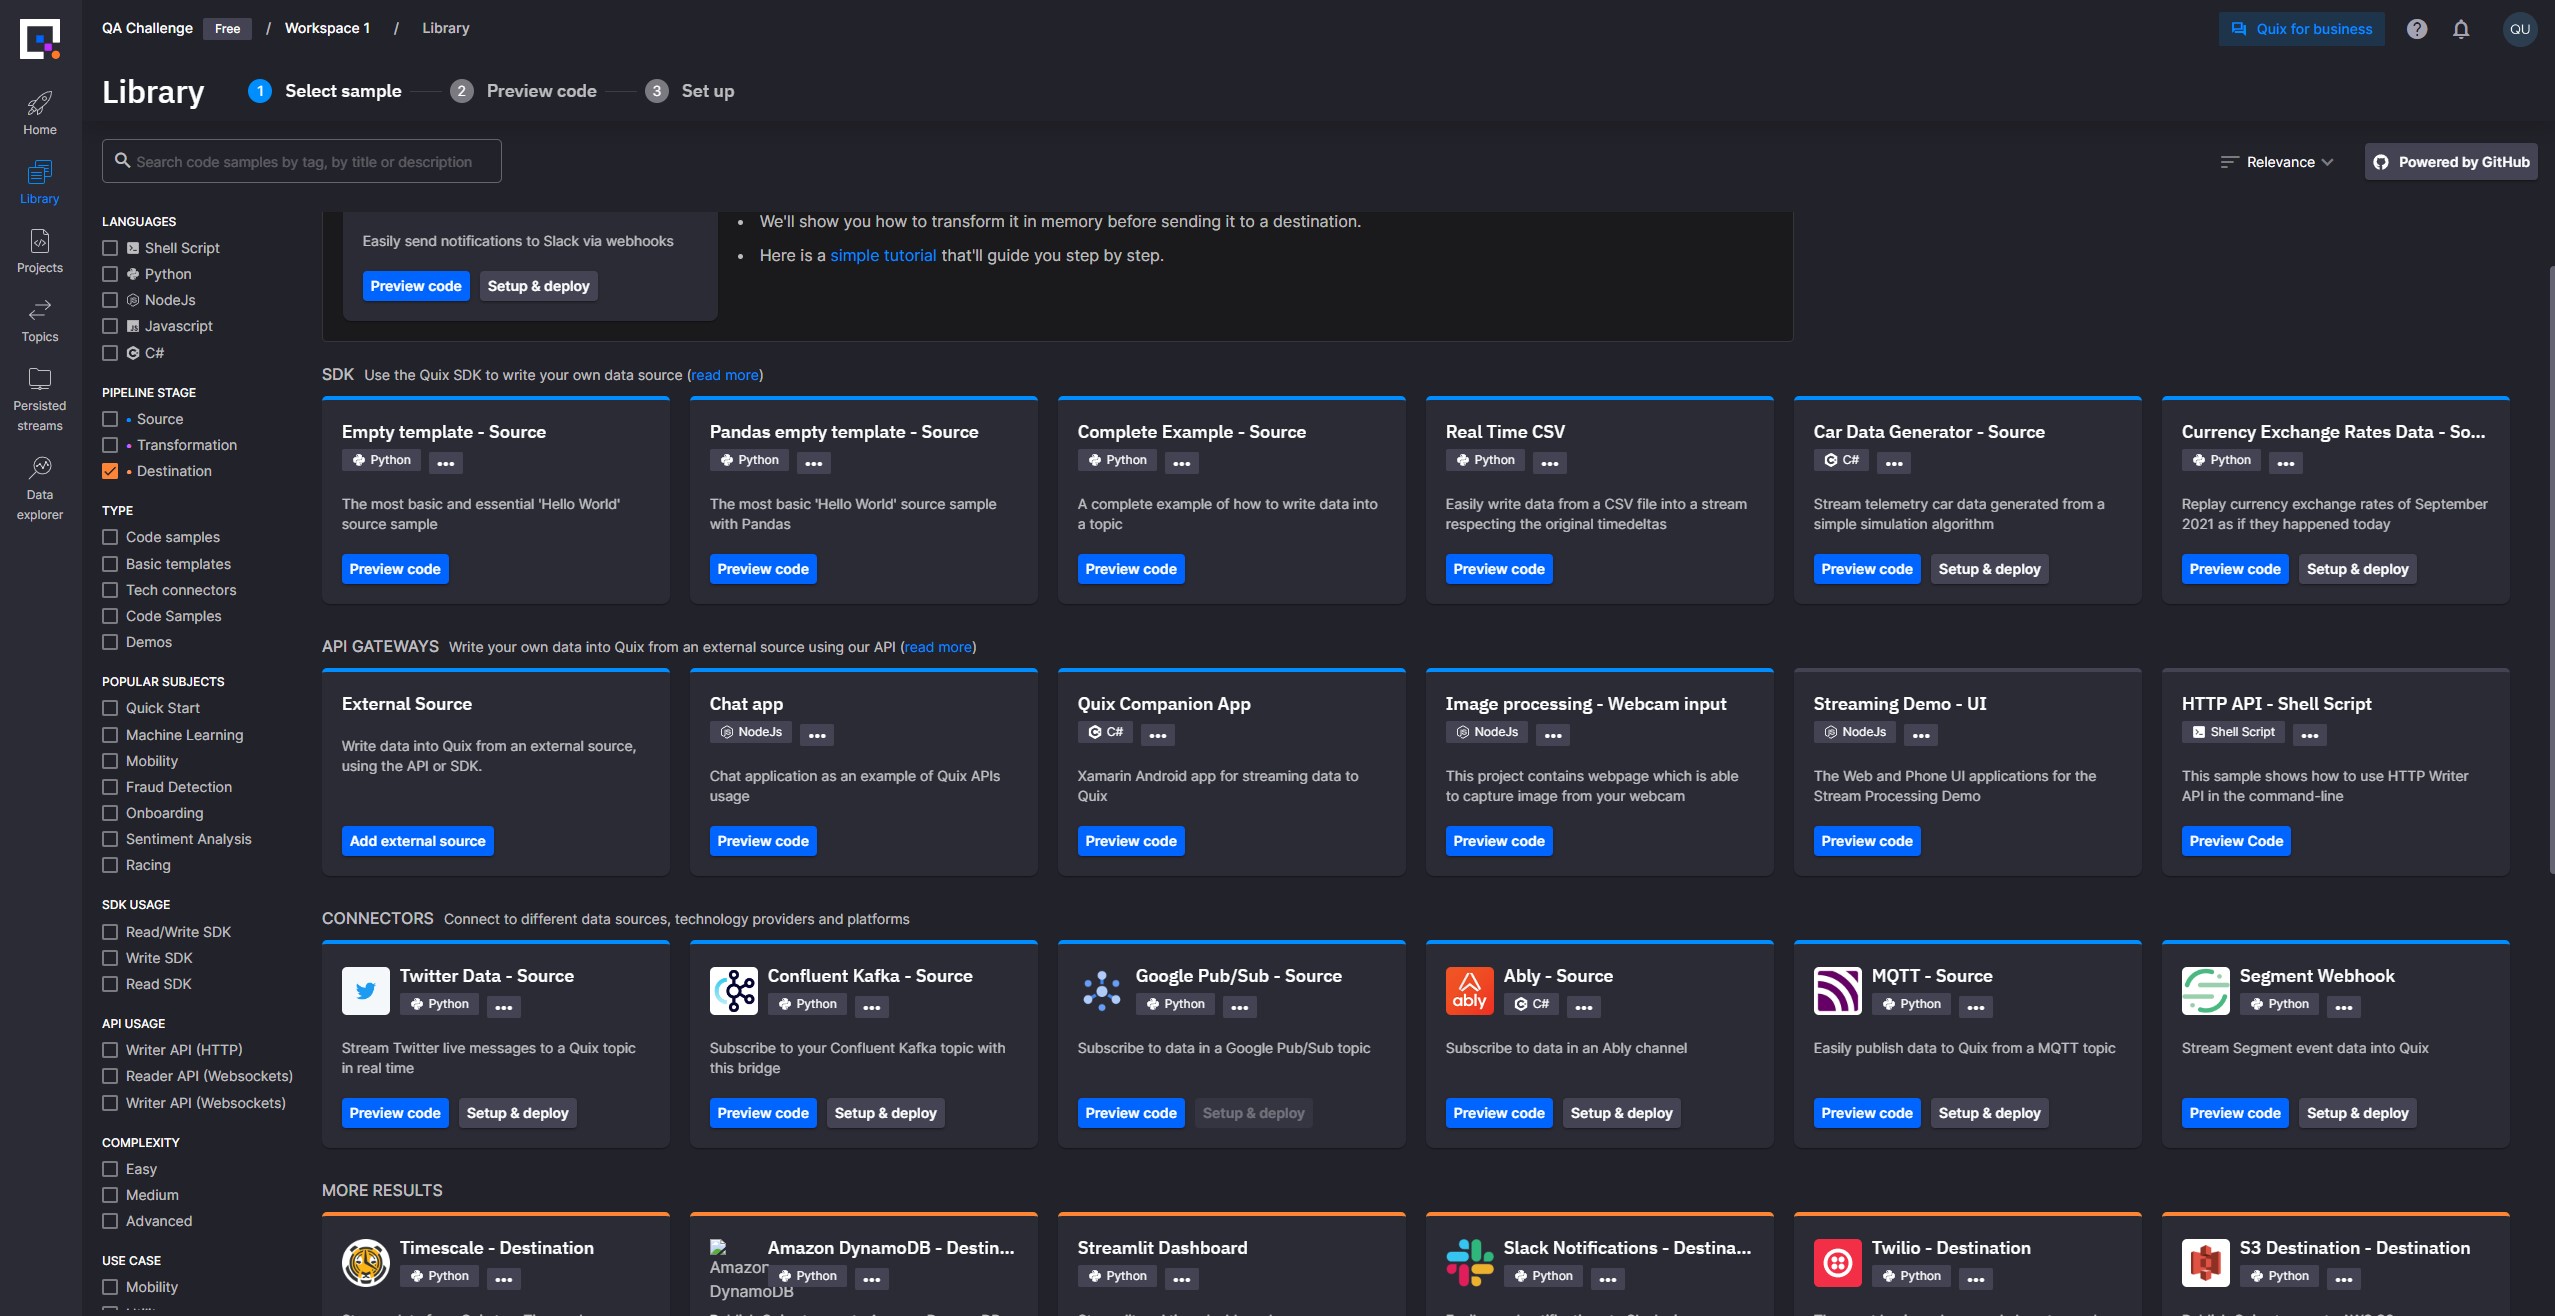 QA Challenge Free / Workspace 1 / Library
Quix for business
QU
Library
1 Select sample
2 Preview code
3 Set up
Search code samples by tag, by title or description
Relevance
Powered by GitHub
Home
Library
Projects
Topics
Persisted
streams
Data
explorer
LANGUAGES
Shell Script
Python
NodeJs
Javascript
C#
PIPELINE STAGE
Source
Transformation
Destination
TYPE
Code samples
Basic templates
Tech connectors
Code Samples
Demos
POPULAR SUBJECTS
Quick Start
Machine Learning
Mobility
Fraud Detection
Onboarding
Sentiment Analysis
Racing
SDK USAGE
Read/Write SDK
Write SDK
Read SDK
API USAGE
Writer API (HTTP)
Reader API (Websockets)
Writer API (Websockets)
COMPLEXITY
Easy
Medium
Advanced
USE CASE
Mobility
Easily send notifications to Slack via webhooks
Preview code
Setup & deploy
• We'll show you how to transform it in memory before sending it to a destination.
• Here is a simple tutorial that'll guide you step by step.
SDK Use the Quix SDK to write your own data source (read more)
Empty template - Source
Python
The most basic and essential 'Hello World'
source sample
Preview code
Pandas empty template - Source
Python
The most basic 'Hello World' source sample
with Pandas
Preview code
Complete Example - Source
Python
A complete example of how to write data into
a topic
Preview code
Real Time CSV
Python
Easily write data from a CSV file into a stream
respecting the original timedeltas
Preview code
Car Data Generator - Source
C#
Stream telemetry car data generated from a
simple simulation algorithm
Preview code
Setup & deploy
Currency Exchange Rates Data - So...
Python
Replay currency exchange rates of September
2021 as if they happened today
Preview code
Setup & deploy
API GATEWAYS Write your own data into Quix from an external source using our API (read more)
External Source
Write data into Quix from an external source,
using the API or SDK.
Add external source
Chat app
NodeJs
Chat application as an example of Quix APIs
usage
Preview code
Quix Companion App
C#
Xamarin Android app for streaming data to
Quix
Preview code
Image processing - Webcam input
NodeJs
This project contains webpage which is able
to capture image from your webcam
Preview code
Streaming Demo - UI
NodeJs
The Web and Phone UI applications for the
Stream Processing Demo
Preview code
HTTP API - Shell Script
Shell Script
This sample shows how to use HTTP Writer
API in the command-line
Preview Code
CONNECTORS Connect to different data sources, technology providers and platforms
Twitter Data - Source
Python
Stream Twitter live messages to a Quix topic
in real time
Preview code
Setup & deploy
Confluent Kafka - Source
Python
Subscribe to your Confluent Kafka topic with
this bridge
Preview code
Setup & deploy
Google Pub/Sub - Source
Python
Subscribe to data in a Google Pub/Sub topic
Preview code
Setup & deploy
ably
Ably - Source
C#
Subscribe to data in an Ably channel
Preview code
Setup & deploy
MQTT - Source
Python
Easily publish data to Quix from a MQTT topic
Preview code
Setup & deploy
Segment Webhook
Python
Stream Segment event data into Quix
Preview code
Setup & deploy
MORE RESULTS
Timescale - Destination
Python
Amazon DynamoDB - Destin...
Amazon
DynamoDB
Python
Streamlit Dashboard
Python
Slack Notifications - Destina...
Python
Twilio - Destination
Python
S3 Destination - Destination
Python